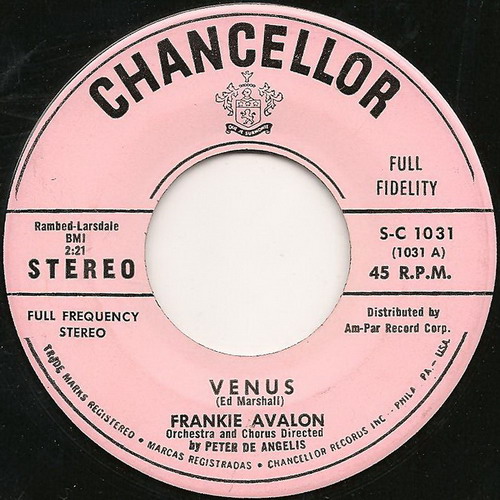 CHANCELLOR
FULL
FIDELITY
Rambed-Larsdale
BMI
2:21
STEREO
S-C 1031
(1031 A)
45 R.P.M.
FULL FREQUENCY
STEREO
Distributed by
Am-Par Record Corp.
VENUS
(Ed Marshall)
FRANKIE AVALON
Orchestra and Chorus Directed
by PETER DE ANGELIS
TRADE MARKS REGISTERED • MARCAS REGISTRADAS • CHANCELLOR RECORDS INC • PHILA PA - U.S.A.